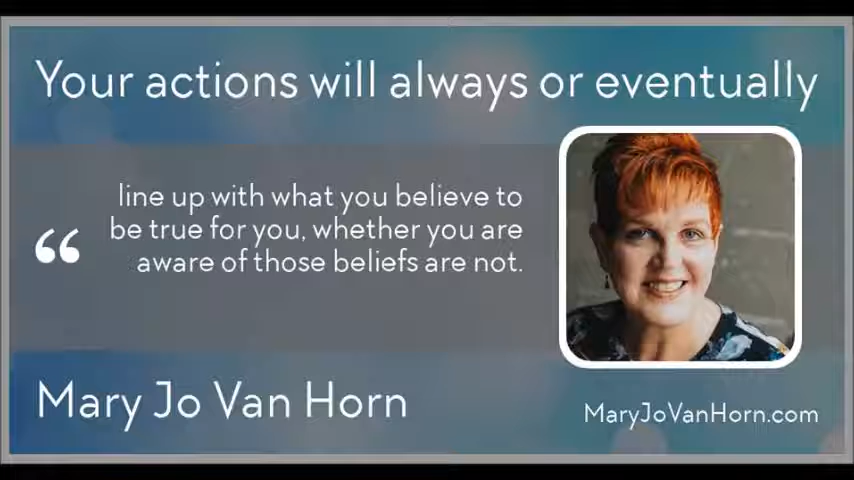 Your actions will always or eventually
line up with what you believe to
be true for you, whether you are
“ aware of those beliefs are not.
Mary Jo Van Horn
MaryJoVanHorn.com